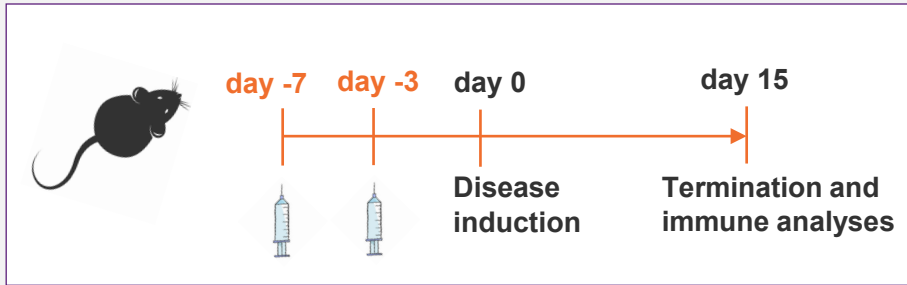 day -7
day -3
day 0
day 15
Disease
induction
Termination and
immune analyses